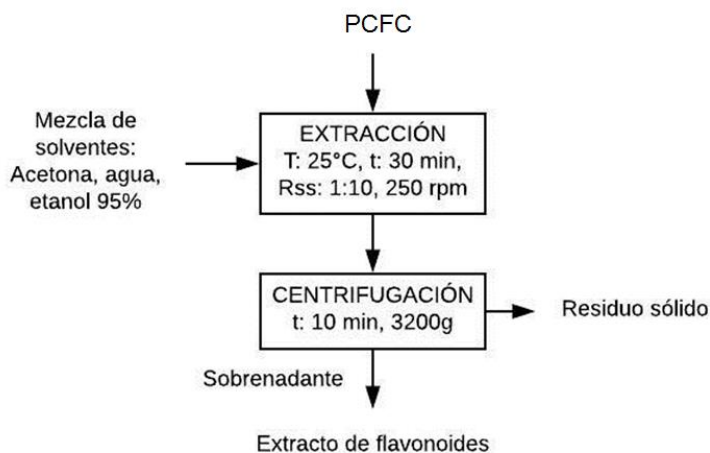 PCFC
Mezcla de
solventes:
Acetona, agua,
etanol 95%
EXTRACCIÓN
T: 25°C, t: 30 min,
Rss: 1:10, 250 rpm
CENTRIFUGACIÓN
t: 10 min, 3200g
Residuo sólido
Sobrenadante
Extracto de flavonoides